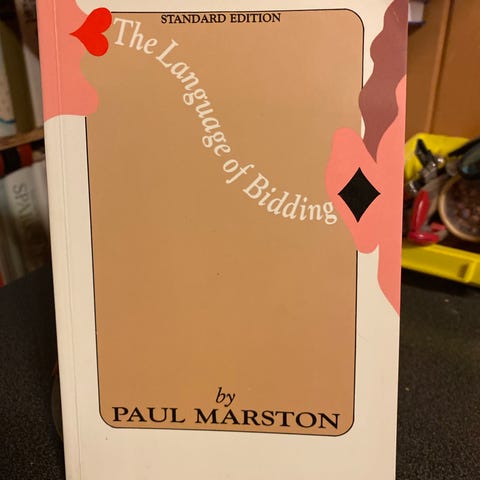 STANDARD EDITION
The Language of Bidding
by
PAUL MARSTON